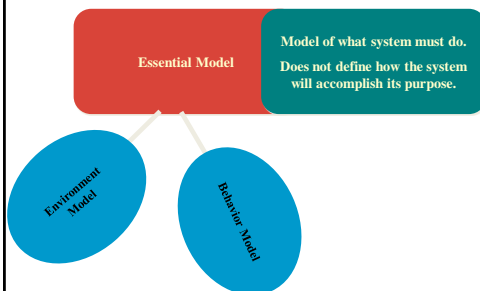 Essential Model
Model of what system must do.
Does not define how the system
will accomplish its purpose.
Environment
Model
Behavior Model